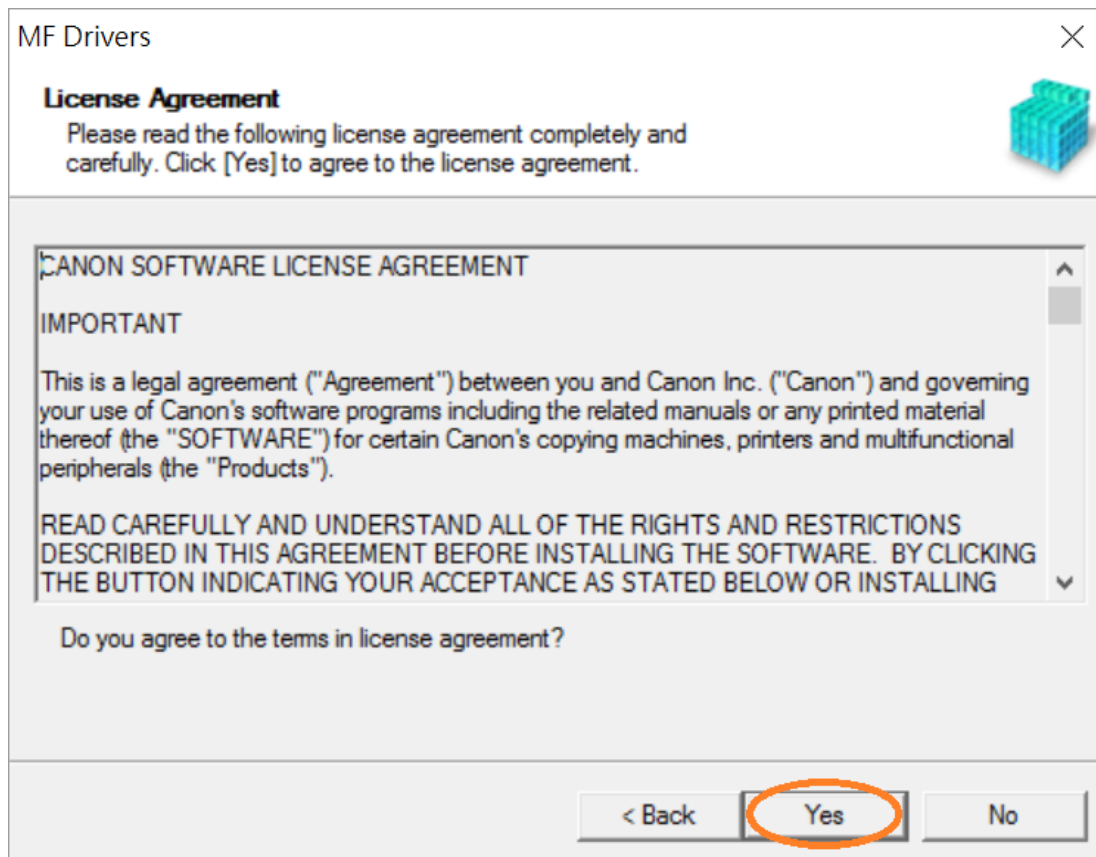 MF Drivers
License Agreement
Please read the following license agreement completely and
carefully. Click [Yes] to agree to the license agreement.
CANON SOFTWARE LICENSE AGREEMENT
IMPORTANT
This is a legal agreement ("Agreement") between you and Canon Inc. ("Canon") and governing
your use of Canon's software programs including the related manuals or any printed material
thereof (the "SOFTWARE") for certain Canon's copying machines, printers and multifunctional
peripherals (the "Products").
READ CAREFULLY AND UNDERSTAND ALL OF THE RIGHTS AND RESTRICTIONS
DESCRIBED IN THIS AGREEMENT BEFORE INSTALLING THE SOFTWARE.  BY CLICKING
THE BUTTON INDICATING YOUR ACCEPTANCE AS STATED BELOW OR INSTALLING
Do you agree to the terms in license agreement?
< Back
Yes
No